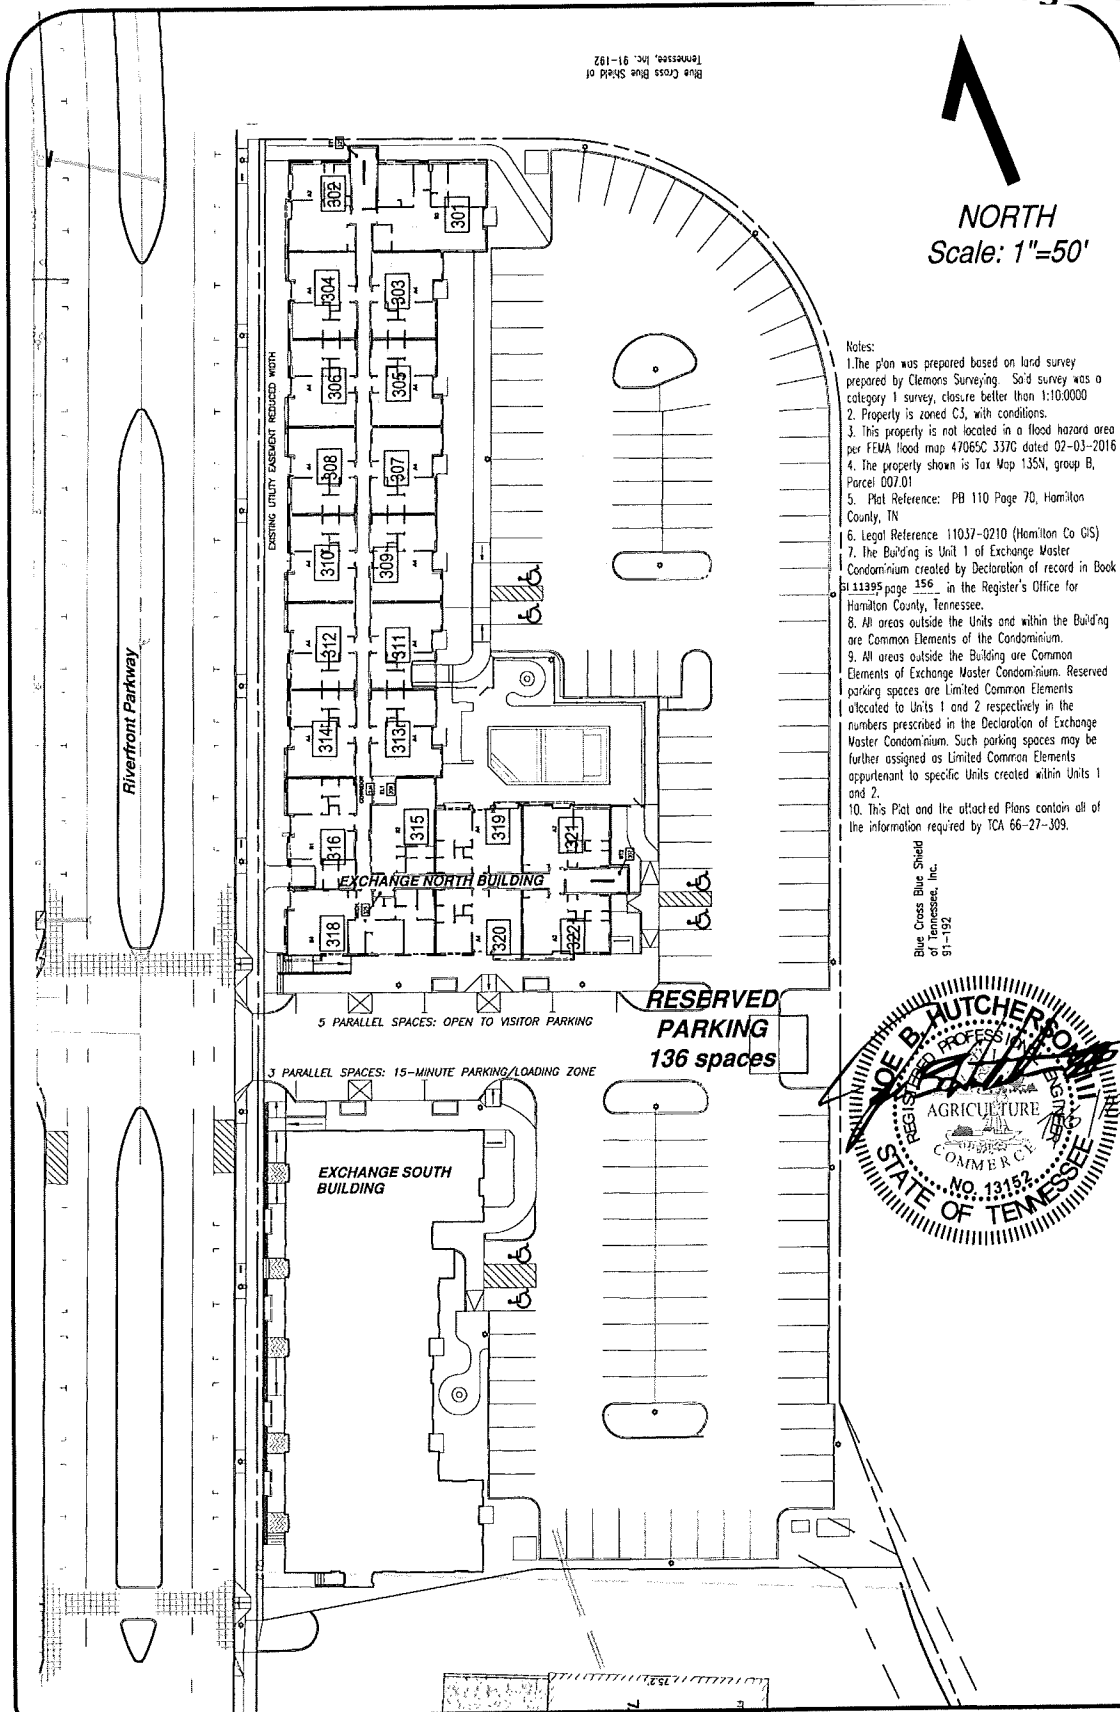 Blue Cross Blue Shield of
Tennessee, Inc. 91-192
NORTH
Scale: 1"=50'
302
301
304
303
306
305
308
307
310
309
312
311
314
313
316
315
319
321
318
320
322
EXISTING UTILITY EASEMENT REDUCED WIDTH
Riverfront Parkway
EXCHANGE NORTH BUILDING
Notes:
1.The plan was prepared based on land survey
prepared by Clemons Surveying. Said survey was a
category 1 survey, closure better than 1:10:0000
2. Property is zoned C3, with conditions.
3. This property is not located in a flood hazard area
per FEMA flood map 47065C 337G dated 02-03-2016
4. The property shown is Tax Map 135N, group B,
Parcel 007.01
5. Plat Reference: PB 110 Page 70, Hamilton
County, TN
6. Legal Reference 11037-0210 (Hamilton Co GIS)
7. The Building is Unit 1 of Exchange Master
Condominium created by Declaration of record in Book
GI 11395 page 156 in the Register's Office for
Hamilton County, Tennessee.
8. All areas outside the Units and within the Building
are Common Elements of the Condominium.
9. All areas outside the Building are Common
Elements of Exchange Master Condominium. Reserved
parking spaces are Limited Common Elements
allocated to Units 1 and 2 respectively in the
numbers prescribed in the Declaration of Exchange
Master Condominium. Such parking spaces may be
further assigned as Limited Common Elements
appurtenant to specific Units created within Units 1
and 2.
10. This Plat and the attached Plans contain all of
the information required by TCA 66-27-309.
Blue Cross Blue Shield
of Tennessee, Inc.
91-192
RESERVED
PARKING
136 spaces
5 PARALLEL SPACES: OPEN TO VISITOR PARKING
3 PARALLEL SPACES: 15-MINUTE PARKING/LOADING ZONE
EXCHANGE SOUTH
BUILDING
JOE B. HUTCHERSON III
REGISTERED PROFESSIONAL ENGINEER
AGRICULTURE
COMMERCE
NO. 13152
STATE OF TENNESSEE
75.2'